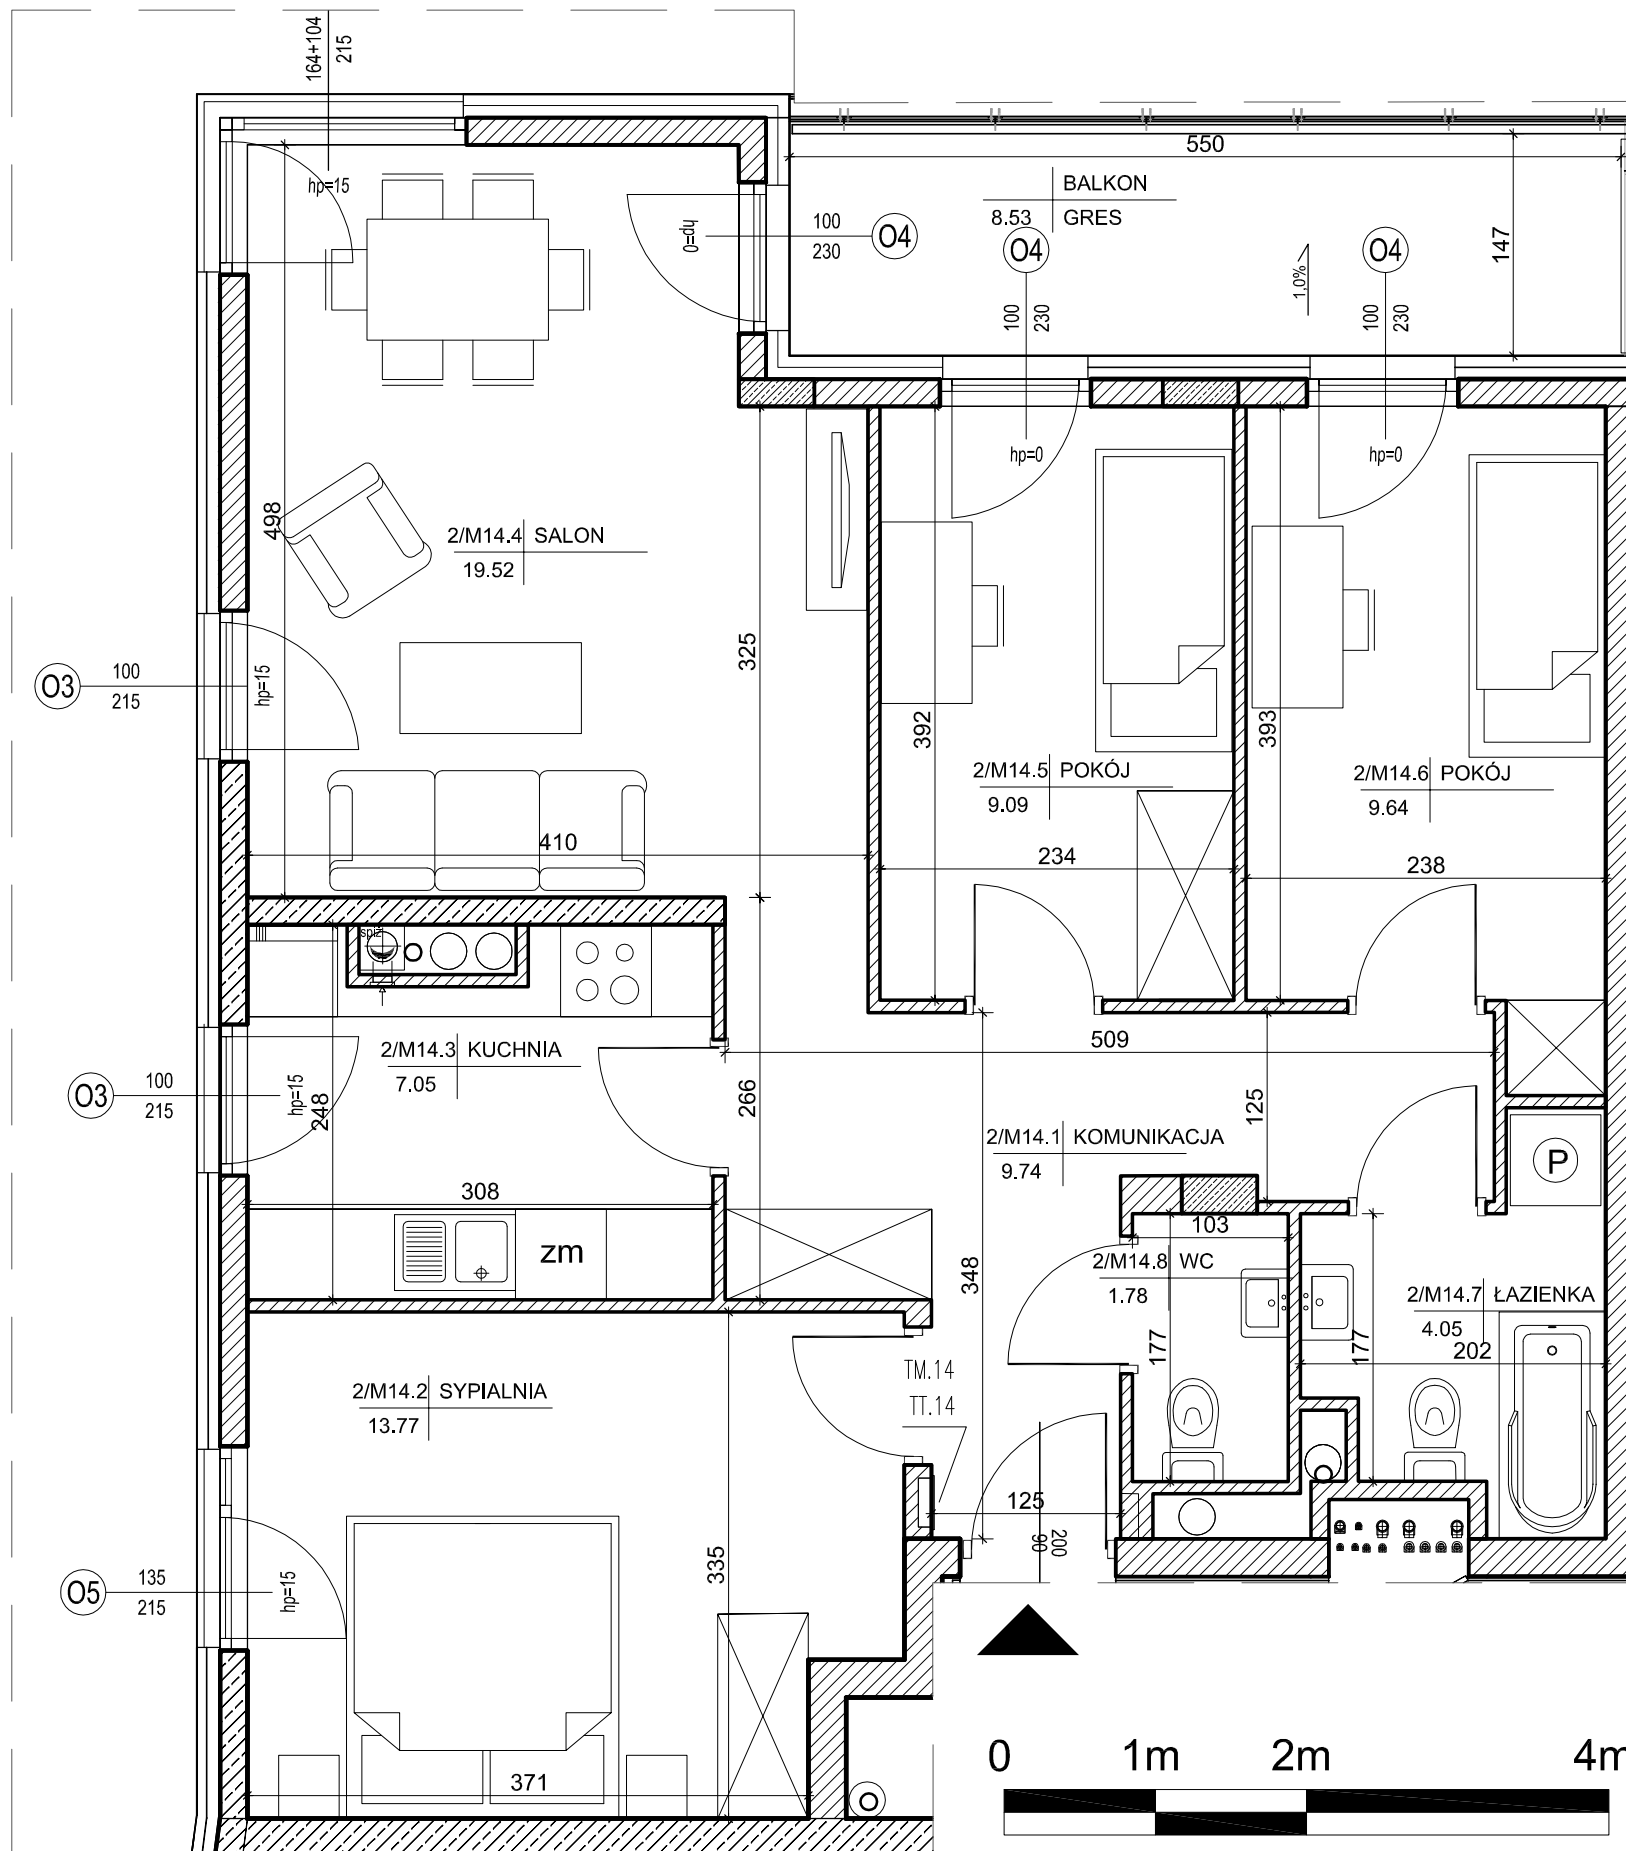 164+104
215
hp=15
550
BALKON
8.53 GRES
147
1,0%
100
230
O4
hp=0
O4
100
230
hp=0
O4
100
230
hp=0
498
2/M14.4 SALON
19.52
325
410
O3
100
215
hp=15
392
2/M14.5 POKÓJ
9.09
234
393
2/M14.6 POKÓJ
9.64
238
spiż
2/M14.3 KUCHNIA
7.05
O3
100
215
hp=15
248
308
zm
266
509
125
2/M14.1 KOMUNIKACJA
9.74
P
348
103
2/M14.8 WC
1.78
177
2/M14.7 ŁAZIENKA
4.05
202
177
2/M14.2 SYPIALNIA
13.77
TM.14
TT.14
125
200
90
335
O5
135
215
hp=15
371
0 1m 2m 4m